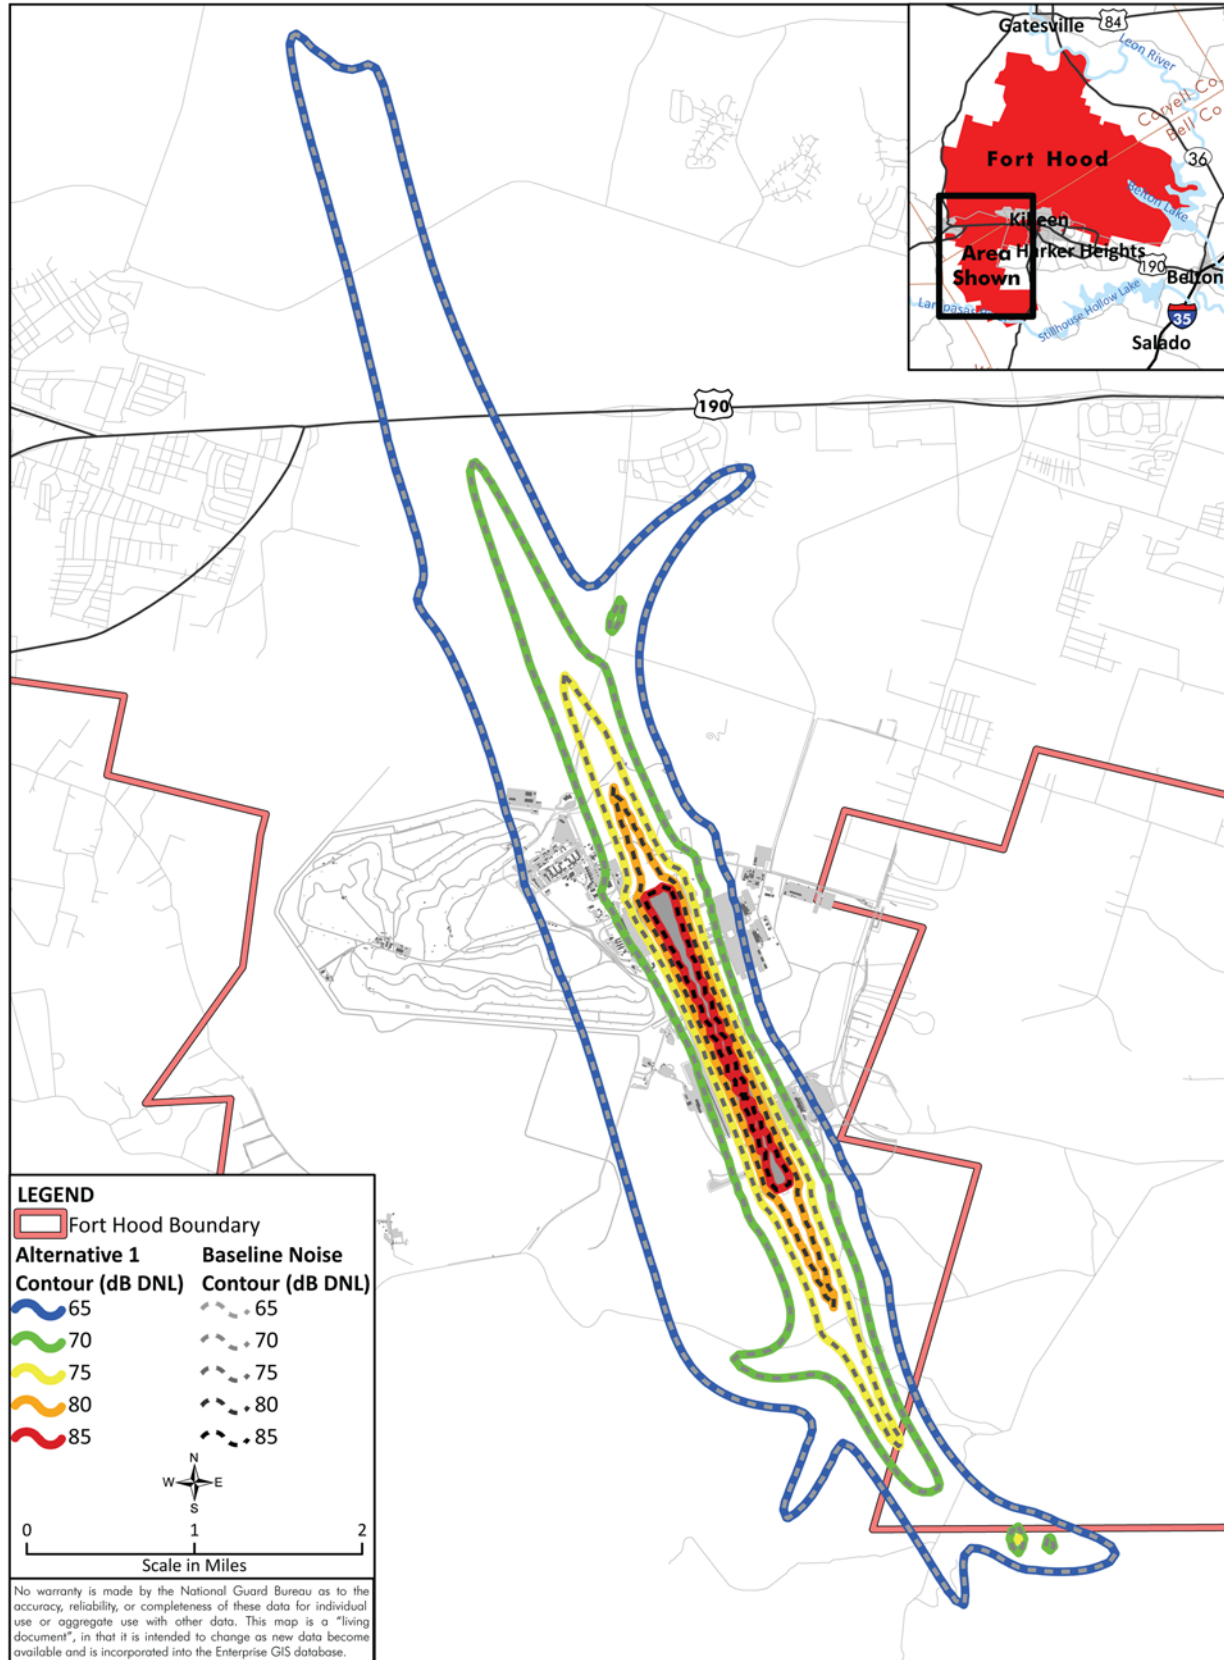 Gatesville
84
Leon River
Coryell Co.
Bell Co
36
Fort Hood
Belton Lake
Killeen
Area
Shown
Harker Heights
190
Belton
Stillhouse Hollow Lake
35
Salado
190
LEGEND
Fort Hood Boundary
Alternative 1 Baseline Noise
Contour (dB DNL) Contour (dB DNL)
65 65
70 70
75 75
80 80
85 85
N
W E
S
0 1 2
Scale in Miles
No warranty is made by the National Guard Bureau as to the
accuracy, reliability, or completeness of these data for individual
use or aggregate use with other data. This map is a "living
document", in that it is intended to change as new data become
available and is incorporated into the Enterprise GIS database.